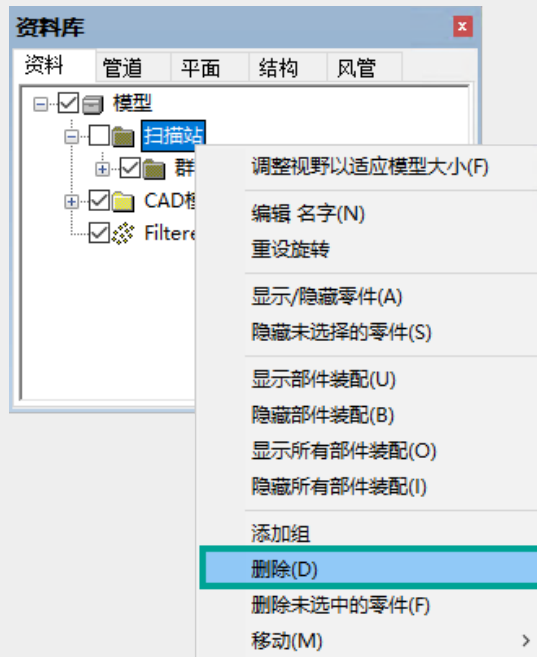 资料库
资料 管道 平面 结构 风管
模型
扫描站
群
CAD模
Filtere
调整视野以适应模型大小(F)
编辑 名字(N)
重设旋转
显示/隐藏零件(A)
隐藏未选择的零件(S)
显示部件装配(U)
隐藏部件装配(B)
显示所有部件装配(O)
隐藏所有部件装配(I)
添加组
删除(D)
删除未选中的零件(F)
移动(M)